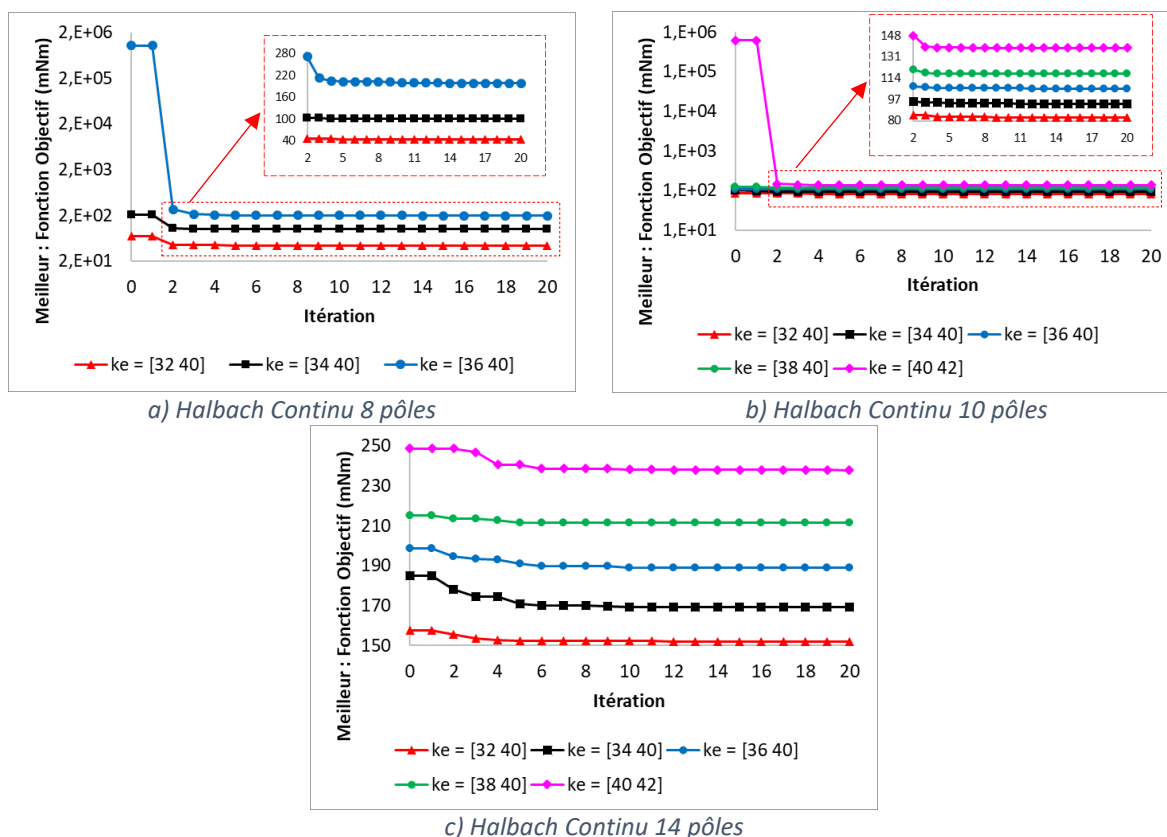 Meilleur : Fonction Objectif (mNm)
2,E+06
2,E+05
2,E+04
2,E+03
2,E+02
2,E+01
280
220
160
100
40
2 5 8 11 14 17 20
0 2 4 6 8 10 12 14 16 18 20
Itération
ke = [32 40] ke = [34 40] ke = [36 40]
a) Halbach Continu 8 pôles
Meilleur : Fonction Objectif (mNm)
1,E+06
1,E+05
1,E+04
1,E+03
1,E+02
1,E+01
148
131
114
97
80
2 5 8 11 14 17 20
0 2 4 6 8 10 12 14 16 18 20
Itération
ke = [32 40] ke = [34 40] ke = [36 40]
ke = [38 40] ke = [40 42]
b) Halbach Continu 10 pôles
Meilleur : Fonction Objectif (mNm)
250
230
210
190
170
150
0 2 4 6 8 10 12 14 16 18 20
Itération
ke = [32 40] ke = [34 40] ke = [36 40]
ke = [38 40] ke = [40 42]
c) Halbach Continu 14 pôles